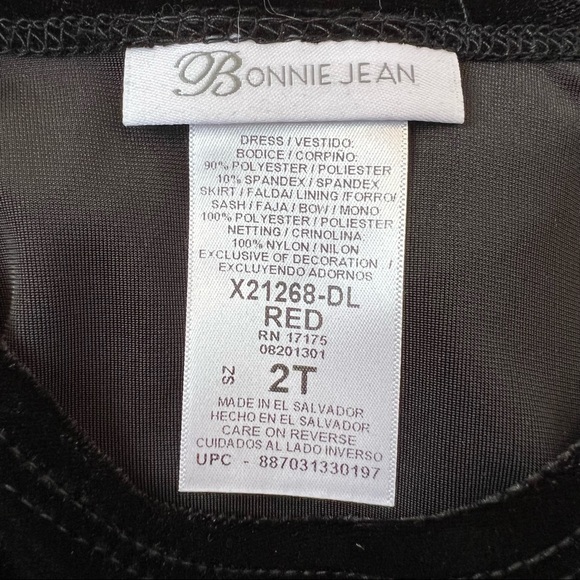 BONNIE JEAN
DRESS / VESTIDO:
BODICE / CORPIÑO:
90% POLYESTER / POLIESTER
10% SPANDEX / SPANDEX
SKIRT / FALDA/ LINING /FORRO/
SASH / FAJA / BOW / MONO
100% POLYESTER / POLIESTER
NETTING / CRINOLINA
100% NYLON / NILON
EXCLUSIVE OF DECORATION /
EXCLUYENDO ADORNOS
X21268-DL
RED
RN 17175
08201301
SZ 2T
MADE IN EL SALVADOR
HECHO EN EL SALVADOR
CARE ON REVERSE
CUIDADOS AL LADO INVERSO
UPC - 887031330197